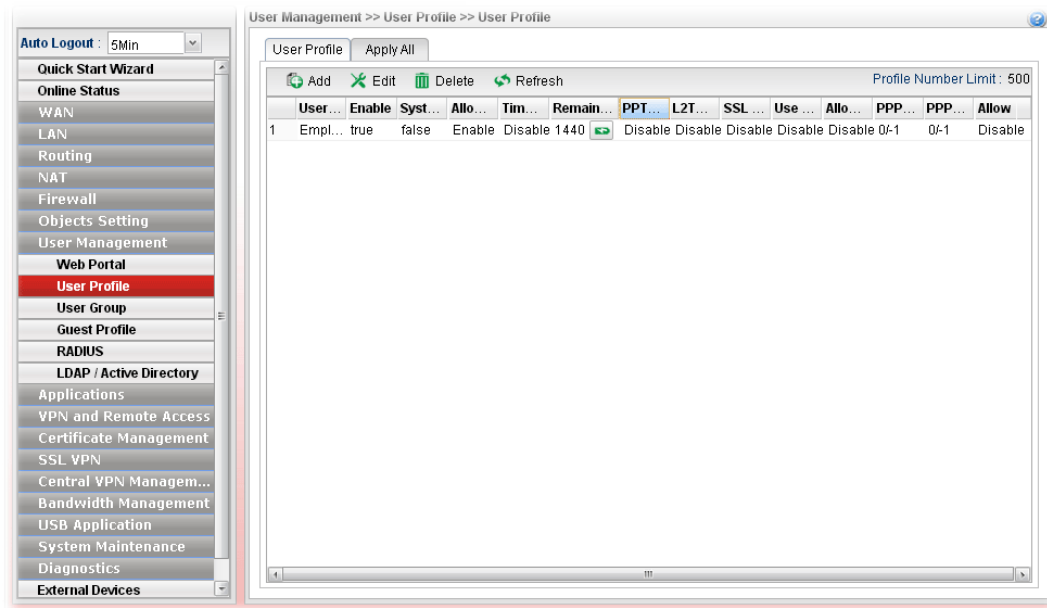 User Management >> User Profile >> User Profile
Auto Logout : 5Min
Quick Start Wizard
Online Status
WAN
LAN
Routing
NAT
Firewall
Objects Setting
User Management
Web Portal
User Profile
User Group
Guest Profile
RADIUS
LDAP / Active Directory
Applications
VPN and Remote Access
Certificate Management
SSL VPN
Central VPN Managem...
Bandwidth Management
USB Application
System Maintenance
Diagnostics
External Devices
User Profile Apply All
Add Edit Delete Refresh Profile Number Limit : 500
User... Enable Syst... Allo... Tim... Remain... PPT... L2T... SSL ... Use ... Allo... PPP... PPP... Allow
1 Empl... true false Enable Disable 1440 Disable Disable Disable Disable Disable 0/-1 0/-1 Disable